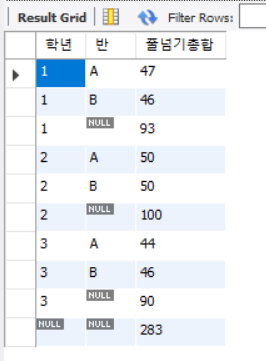 Result Grid Filter Rows:
학년 반 풀넘기총합
1 A 47
1 B 46
1 NULL 93
2 A 50
2 B 50
2 NULL 100
3 A 44
3 B 46
3 NULL 90
NULL NULL 283